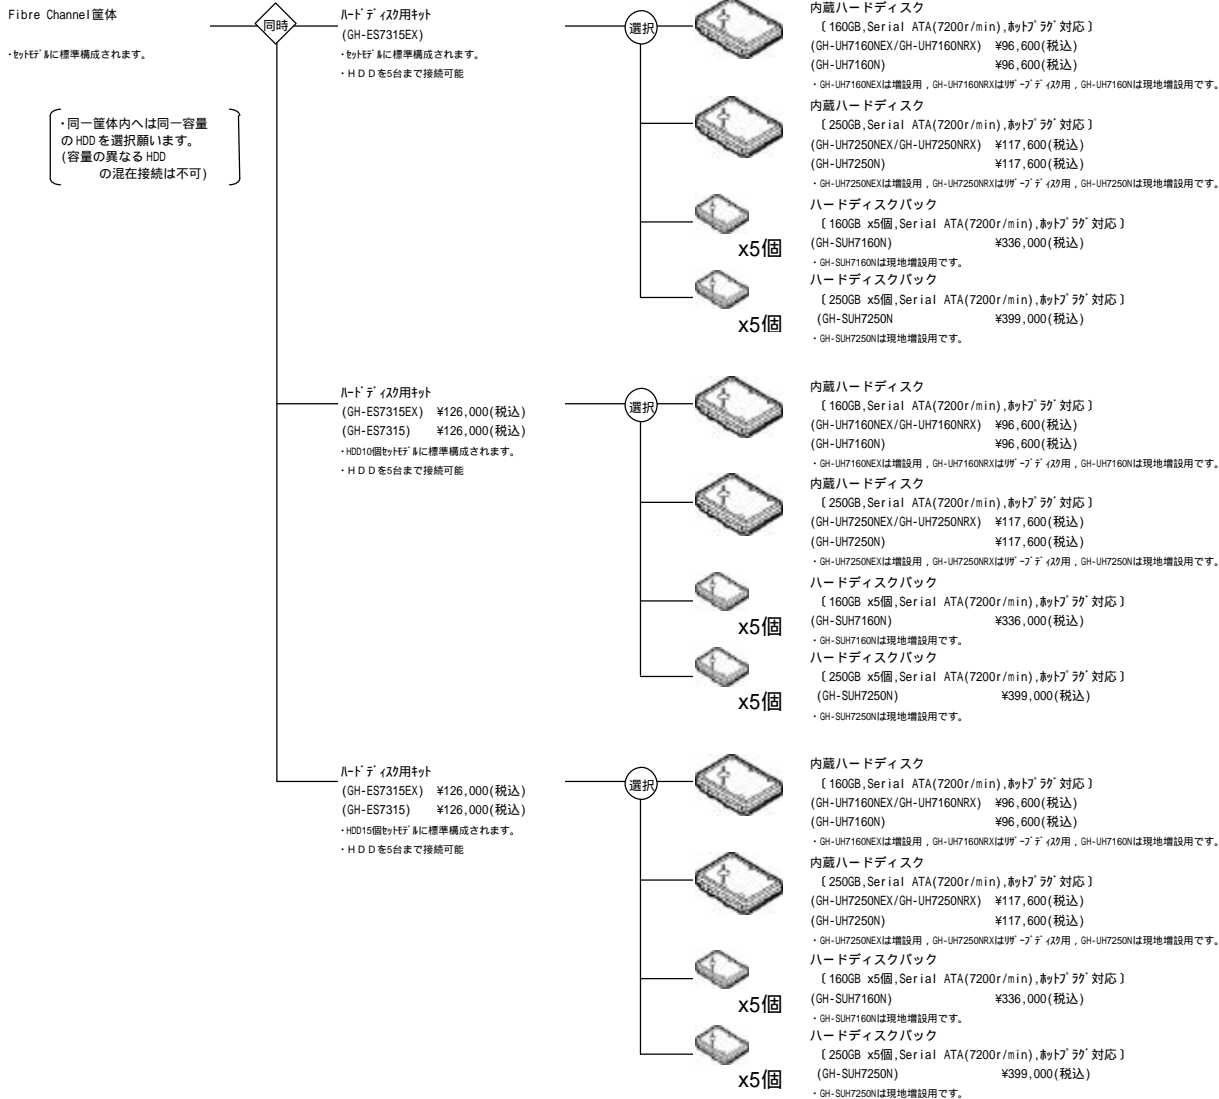 Fibre Channel筐体
・ｾｯﾄﾓﾃﾞﾙに標準構成されます。
・同一筐体内へは同一容量
のHDDを選択願います。
(容量の異なるHDD
の混在接続は不可)
同時
ﾊｰﾄﾞﾃﾞｨｽｸ用ｷｯﾄ
(GH-ES7315EX)
・ｾｯﾄﾓﾃﾞﾙに標準構成されます。
・ＨＤＤを5台まで接続可能
選択
内蔵ハードディスク
〔160GB,Serial ATA(7200r/min),ﾎｯﾄﾌﾟﾗｸﾞ対応〕
(GH-UH7160NEX/GH-UH7160NRX) ¥96,600(税込)
(GH-UH7160N) ¥96,600(税込)
・GH-UH7160NEXは増設用，GH-UH7160NRXはﾘｻﾞｰﾌﾞﾃﾞｨｽｸ用，GH-UH7160Nは現地増設用です。
内蔵ハードディスク
〔250GB,Serial ATA(7200r/min),ﾎｯﾄﾌﾟﾗｸﾞ対応〕
(GH-UH7250NEX/GH-UH7250NRX) ¥117,600(税込)
(GH-UH7250N) ¥117,600(税込)
・GH-UH7250NEXは増設用，GH-UH7250NRXはﾘｻﾞｰﾌﾞﾃﾞｨｽｸ用，GH-UH7250Nは現地増設用です。
x5個
ハードディスクパック
〔160GB x5個,Serial ATA(7200r/min),ﾎｯﾄﾌﾟﾗｸﾞ対応〕
(GH-SUH7160N) ¥336,000(税込)
・GH-SUH7160Nは現地増設用です。
x5個
ハードディスクパック
〔250GB x5個,Serial ATA(7200r/min),ﾎｯﾄﾌﾟﾗｸﾞ対応〕
(GH-SUH7250N ¥399,000(税込)
・GH-SUH7250Nは現地増設用です。
ﾊｰﾄﾞﾃﾞｨｽｸ用ｷｯﾄ
(GH-ES7315EX) ¥126,000(税込)
(GH-ES7315) ¥126,000(税込)
・HDD10個ｾｯﾄﾓﾃﾞﾙに標準構成されます。
・ＨＤＤを5台まで接続可能
選択
内蔵ハードディスク
〔160GB,Serial ATA(7200r/min),ﾎｯﾄﾌﾟﾗｸﾞ対応〕
(GH-UH7160NEX/GH-UH7160NRX) ¥96,600(税込)
(GH-UH7160N) ¥96,600(税込)
・GH-UH7160NEXは増設用，GH-UH7160NRXはﾘｻﾞｰﾌﾞﾃﾞｨｽｸ用，GH-UH7160Nは現地増設用です。
内蔵ハードディスク
〔250GB,Serial ATA(7200r/min),ﾎｯﾄﾌﾟﾗｸﾞ対応〕
(GH-UH7250NEX/GH-UH7250NRX) ¥117,600(税込)
(GH-UH7250N) ¥117,600(税込)
・GH-UH7250NEXは増設用，GH-UH7250NRXはﾘｻﾞｰﾌﾞﾃﾞｨｽｸ用，GH-UH7250Nは現地増設用です。
x5個
ハードディスクパック
〔160GB x5個,Serial ATA(7200r/min),ﾎｯﾄﾌﾟﾗｸﾞ対応〕
(GH-SUH7160N) ¥336,000(税込)
・GH-SUH7160Nは現地増設用です。
x5個
ハードディスクパック
〔250GB x5個,Serial ATA(7200r/min),ﾎｯﾄﾌﾟﾗｸﾞ対応〕
(GH-SUH7250N) ¥399,000(税込)
・GH-SUH7250Nは現地増設用です。
ﾊｰﾄﾞﾃﾞｨｽｸ用ｷｯﾄ
(GH-ES7315EX) ¥126,000(税込)
(GH-ES7315) ¥126,000(税込)
・HDD15個ｾｯﾄﾓﾃﾞﾙに標準構成されます。
・ＨＤＤを5台まで接続可能
選択
内蔵ハードディスク
〔160GB,Serial ATA(7200r/min),ﾎｯﾄﾌﾟﾗｸﾞ対応〕
(GH-UH7160NEX/GH-UH7160NRX) ¥96,600(税込)
(GH-UH7160N) ¥96,600(税込)
・GH-UH7160NEXは増設用，GH-UH7160NRXはﾘｻﾞｰﾌﾞﾃﾞｨｽｸ用，GH-UH7160Nは現地増設用です。
内蔵ハードディスク
〔250GB,Serial ATA(7200r/min),ﾎｯﾄﾌﾟﾗｸﾞ対応〕
(GH-UH7250NEX/GH-UH7250NRX) ¥117,600(税込)
(GH-UH7250N) ¥117,600(税込)
・GH-UH7250NEXは増設用，GH-UH7250NRXはﾘｻﾞｰﾌﾞﾃﾞｨｽｸ用，GH-UH7250Nは現地増設用です。
x5個
ハードディスクパック
〔160GB x5個,Serial ATA(7200r/min),ﾎｯﾄﾌﾟﾗｸﾞ対応〕
(GH-SUH7160N) ¥336,000(税込)
・GH-SUH7160Nは現地増設用です。
x5個
ハードディスクパック
〔250GB x5個,Serial ATA(7200r/min),ﾎｯﾄﾌﾟﾗｸﾞ対応〕
(GH-SUH7250N) ¥399,000(税込)
・GH-SUH7250Nは現地増設用です。